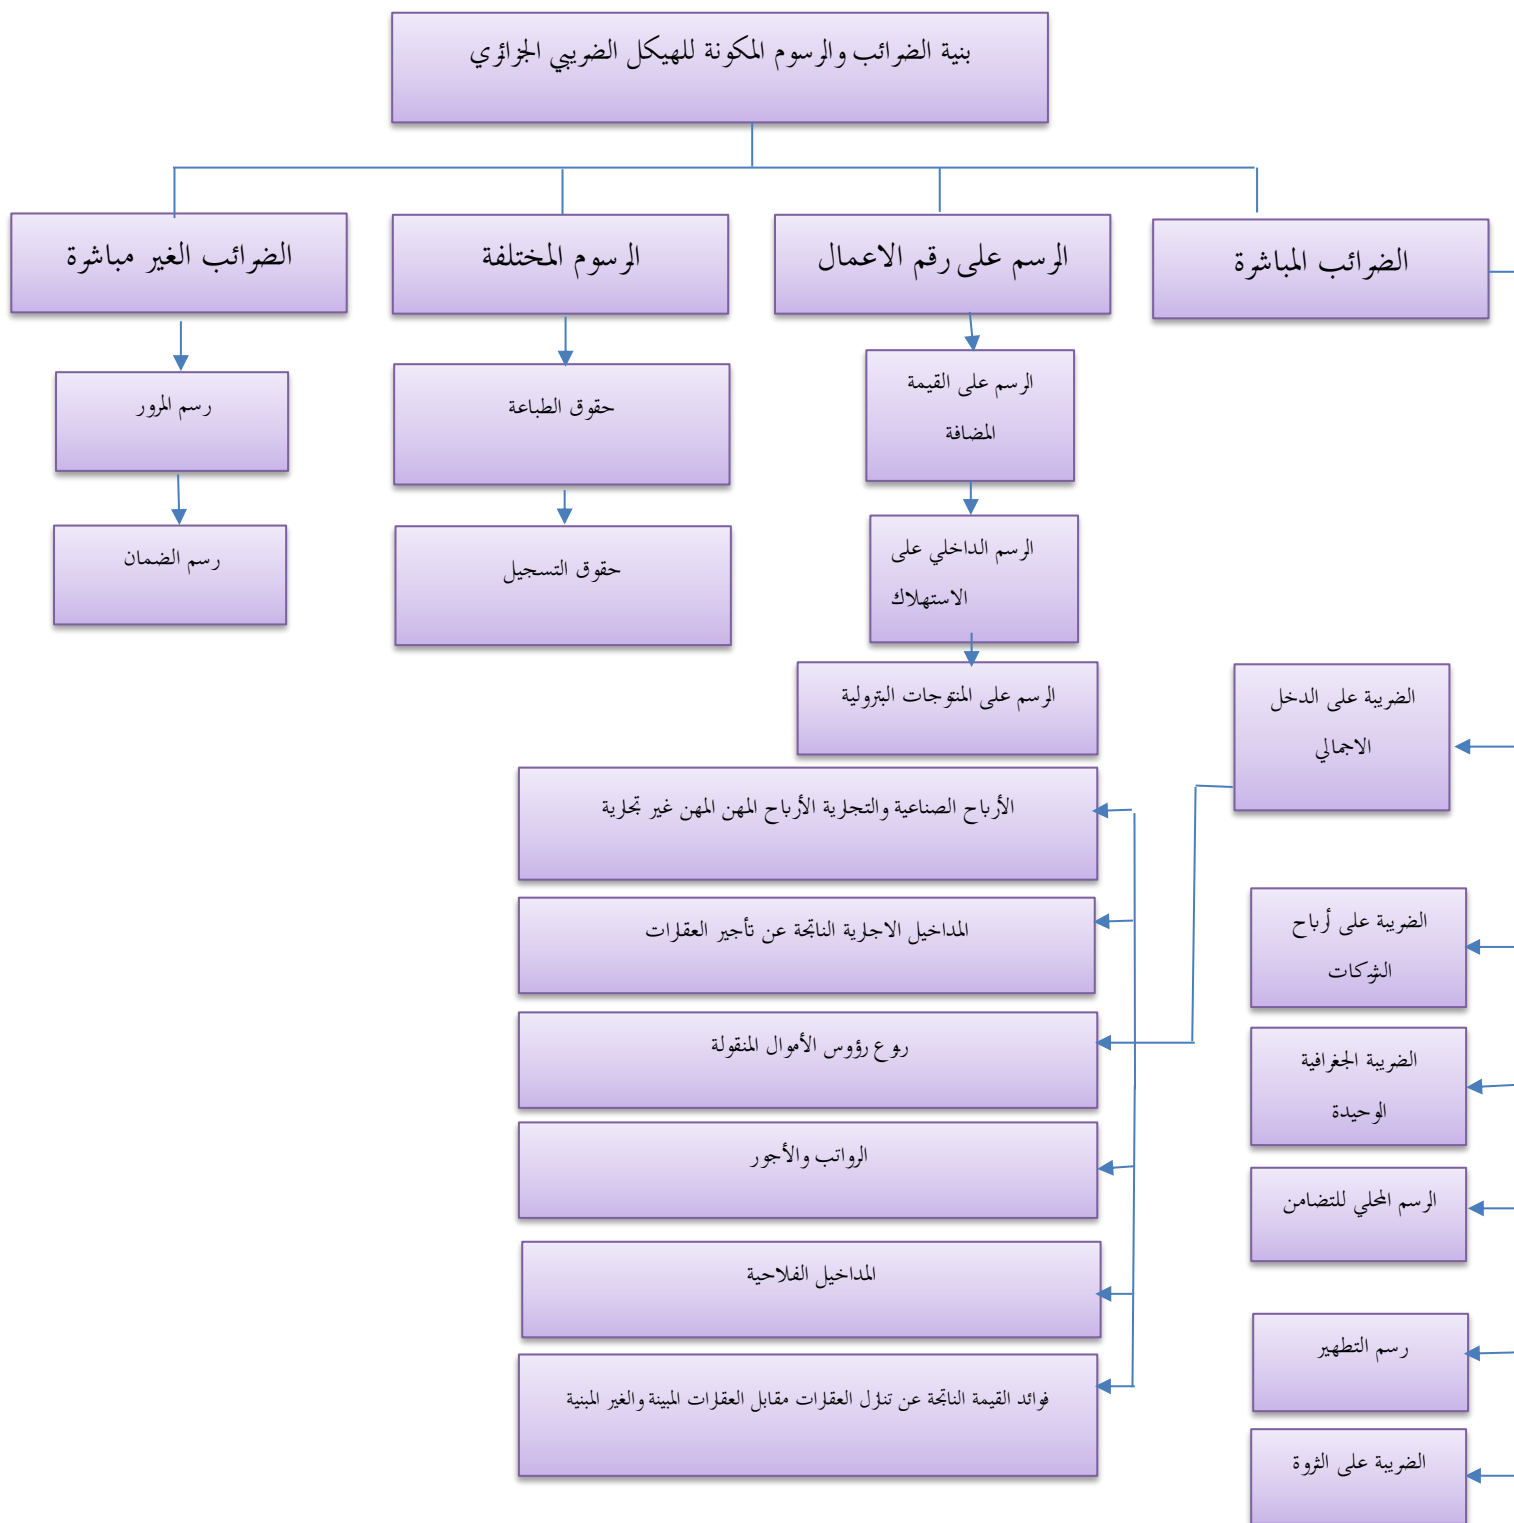 بنية الضرائب والرسوم المكونة للهيكل الضريبي الجزائري
الضرائب المباشرة
الرسم على رقم الاعمال
الرسوم المختلفة
الضرائب الغير مباشرة
الرسم على القيمة
المضافة
حقوق الطباعة
رسم المرور
الرسم الداخلي على
الاستهلاك
حقوق التسجيل
رسم الضمان
الرسم على المنتوجات البترولية
الضريبة على الدخل
الاجمالي
الأرباح الصناعية والتجارية الأرباح المهن المهن غير تجارية
الضريبة على أرباح
الشركات
المداخيل الاجارية الناتجة عن تأجير العقارات
الضريبة الجغرافية
الوحيدة
ريوع رؤوس الأموال المنقولة
الرسم المحلي للتضامن
الرواتب والأجور
المداخيل الفلاحية
رسم التطهير
فوائد القيمة الناتجة عن تنازل العقارات مقابل العقارات المبينة والغير المبنية
الضريبة على الثروة